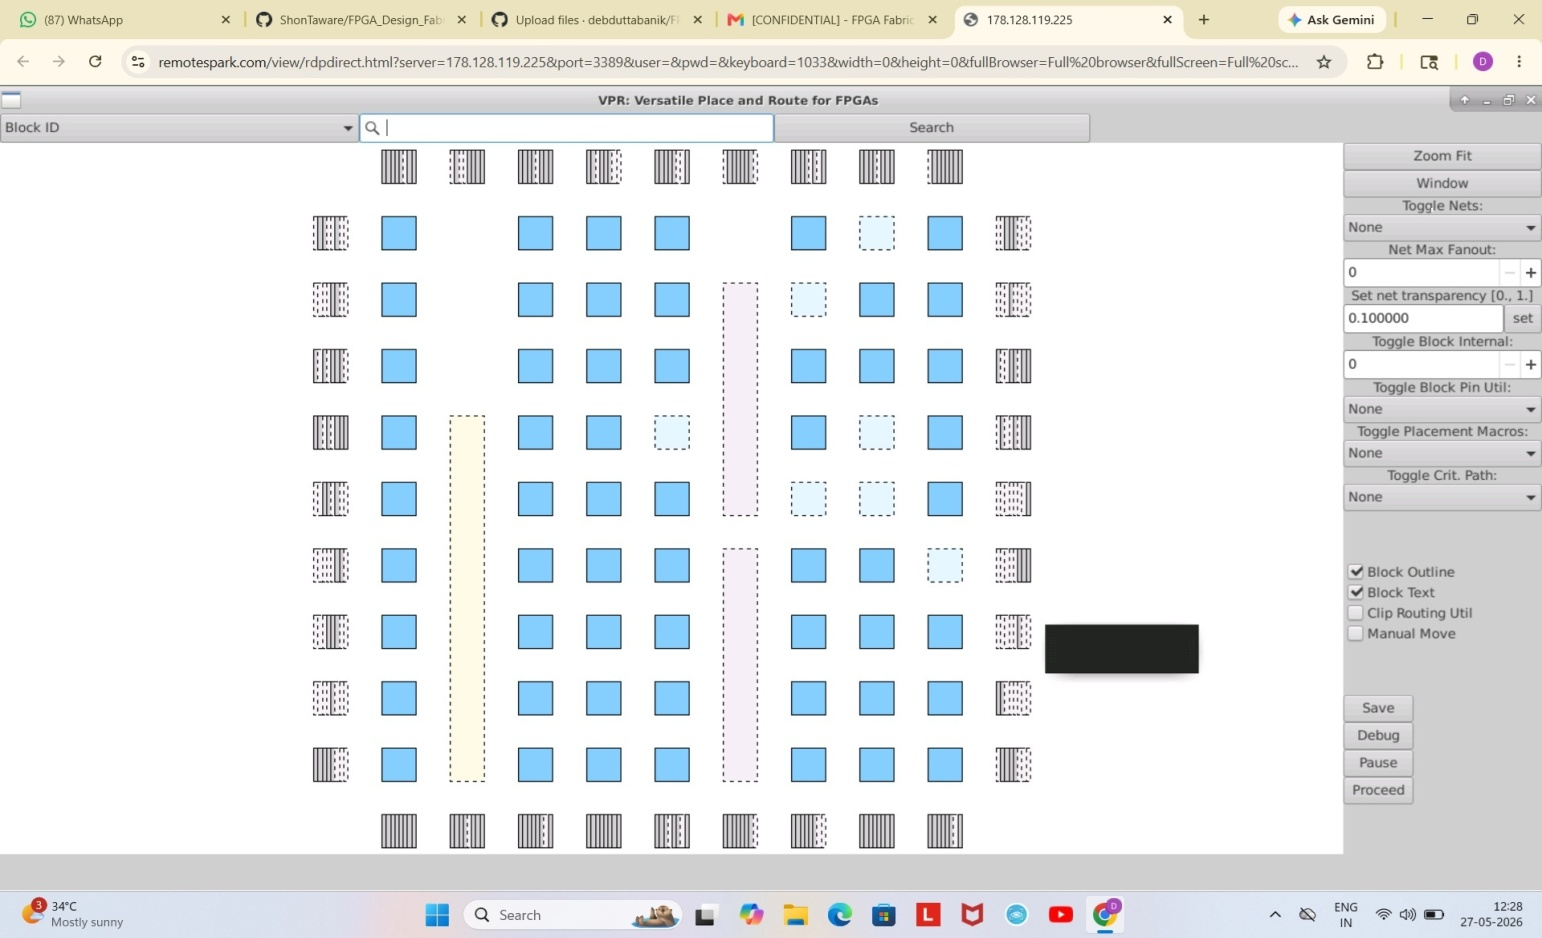 (87) WhatsApp
ShonTaware/FPGA_Design_Fab
Upload files · debduttabanik/FP
[CONFIDENTIAL] - FPGA Fabric
178.128.119.225
Ask Gemini
remotespark.com/view/rdpdirect.html?server=178.128.119.225&port=3389&user=&pwd=&keyboard=1033&width=0&height=0&fullBrowser=Full%20browser&fullScreen=Full%20sc...
D
VPR: Versatile Place and Route for FPGAs
Block ID
Search
Zoom Fit
Window
Toggle Nets:
None
Net Max Fanout:
0
Set net transparency [0., 1.]
0.100000
set
Toggle Block Internal:
0
Toggle Block Pin Util:
None
Toggle Placement Macros:
None
Toggle Crit. Path:
None
Block Outline
Block Text
Clip Routing Util
Manual Move
Save
Debug
Pause
Proceed
3
34°C
Mostly sunny
Search
L
D
ENG
IN
12:28
27-05-2026